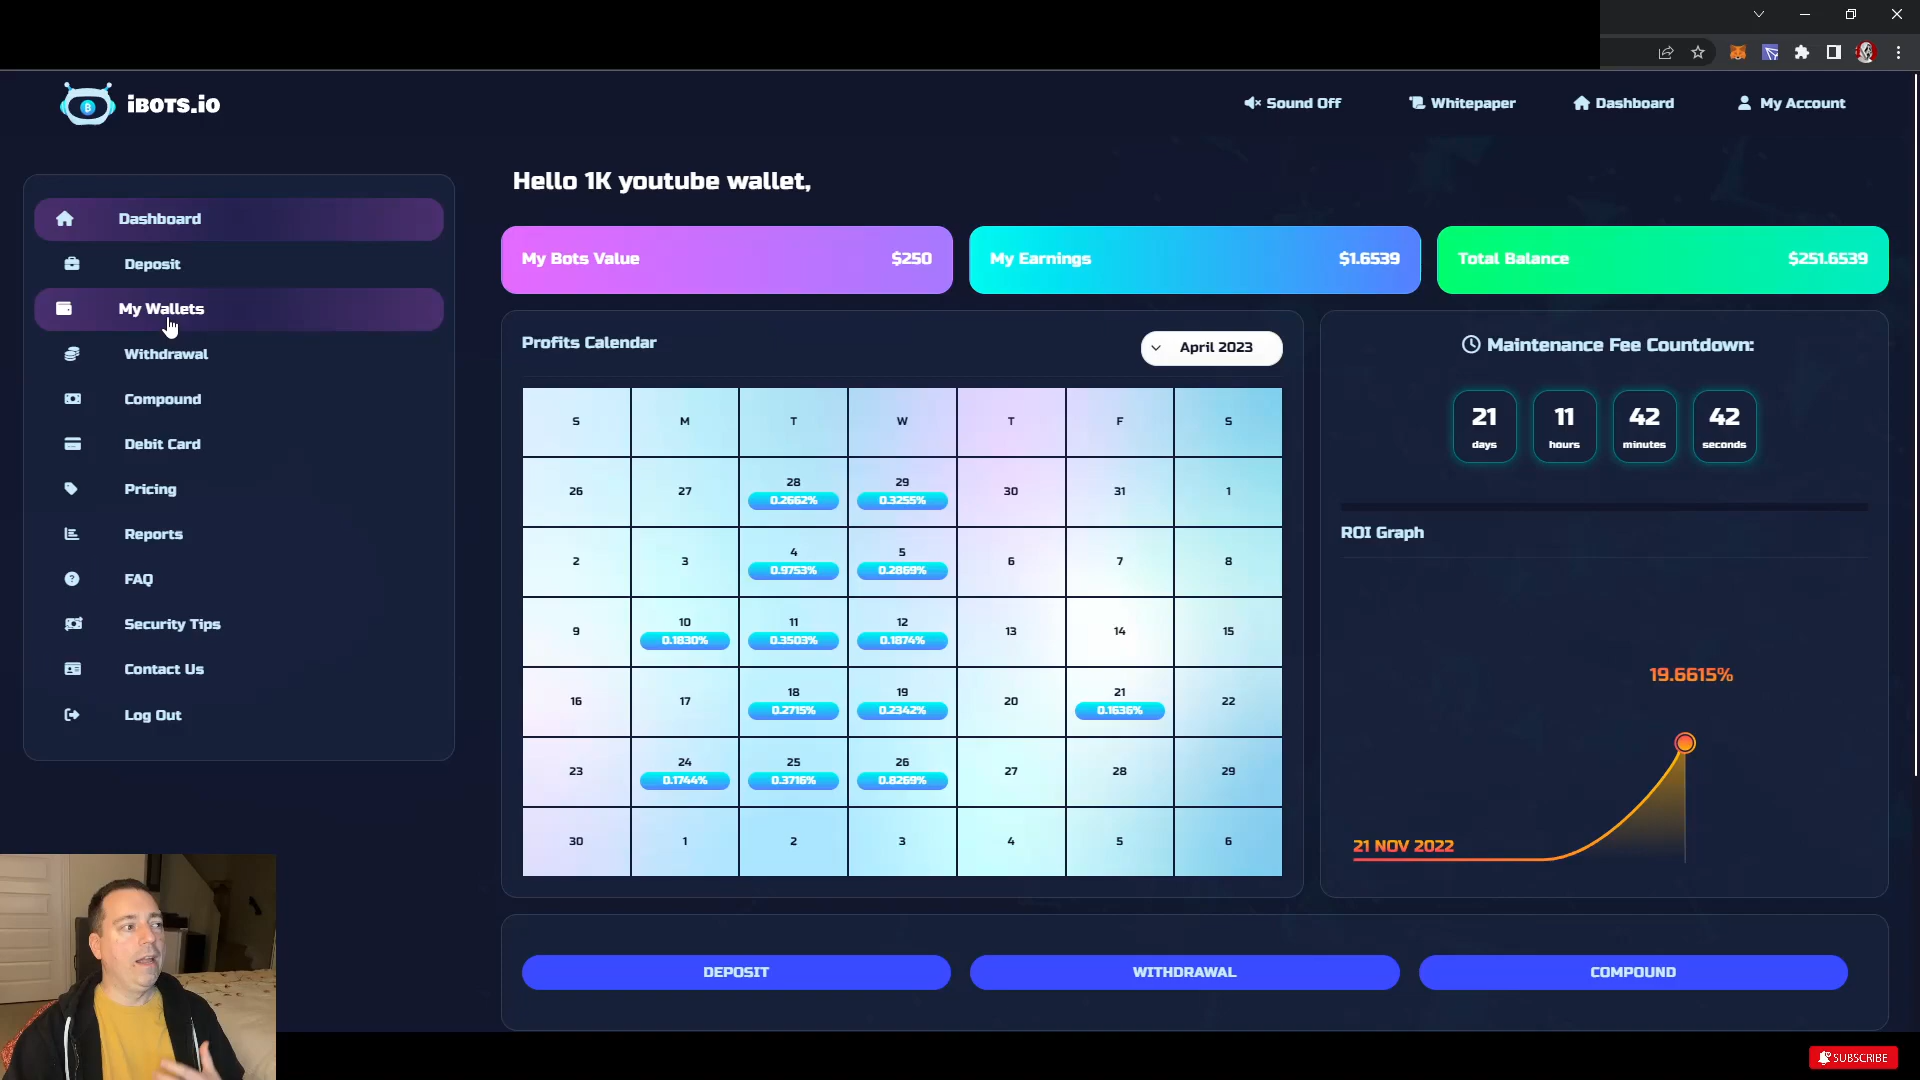 iBOTS.iO
Sound Off
Whitepaper
Dashboard
My Account
Dashboard
Deposit
My Wallets
Withdrawal
Compound
Debit Card
Pricing
Reports
FAQ
Security Tips
Contact Us
Log Out
Hello 1K youtube wallet,
My Bots Value $250
My Earnings $1.6539
Total Balance $251.6539
Profits Calendar
April 2023
S M T W T F S
26 27 28 29 30 31 1
0.2662% 0.3255%
2 3 4 5 6 7 8
0.9753% 0.2869%
9 10 11 12 13 14 15
0.1830% 0.3503% 0.1874%
16 17 18 19 20 21 22
0.2715% 0.2342% 0.1636%
23 24 25 26 27 28 29
0.1744% 0.3716% 0.8269%
30 1 2 3 4 5 6
Maintenance Fee Countdown:
21 11 42 42
days hours minutes seconds
ROI Graph
19.6615%
21 NOV 2022
DEPOSIT
WITHDRAWAL
COMPOUND
SUBSCRIBE